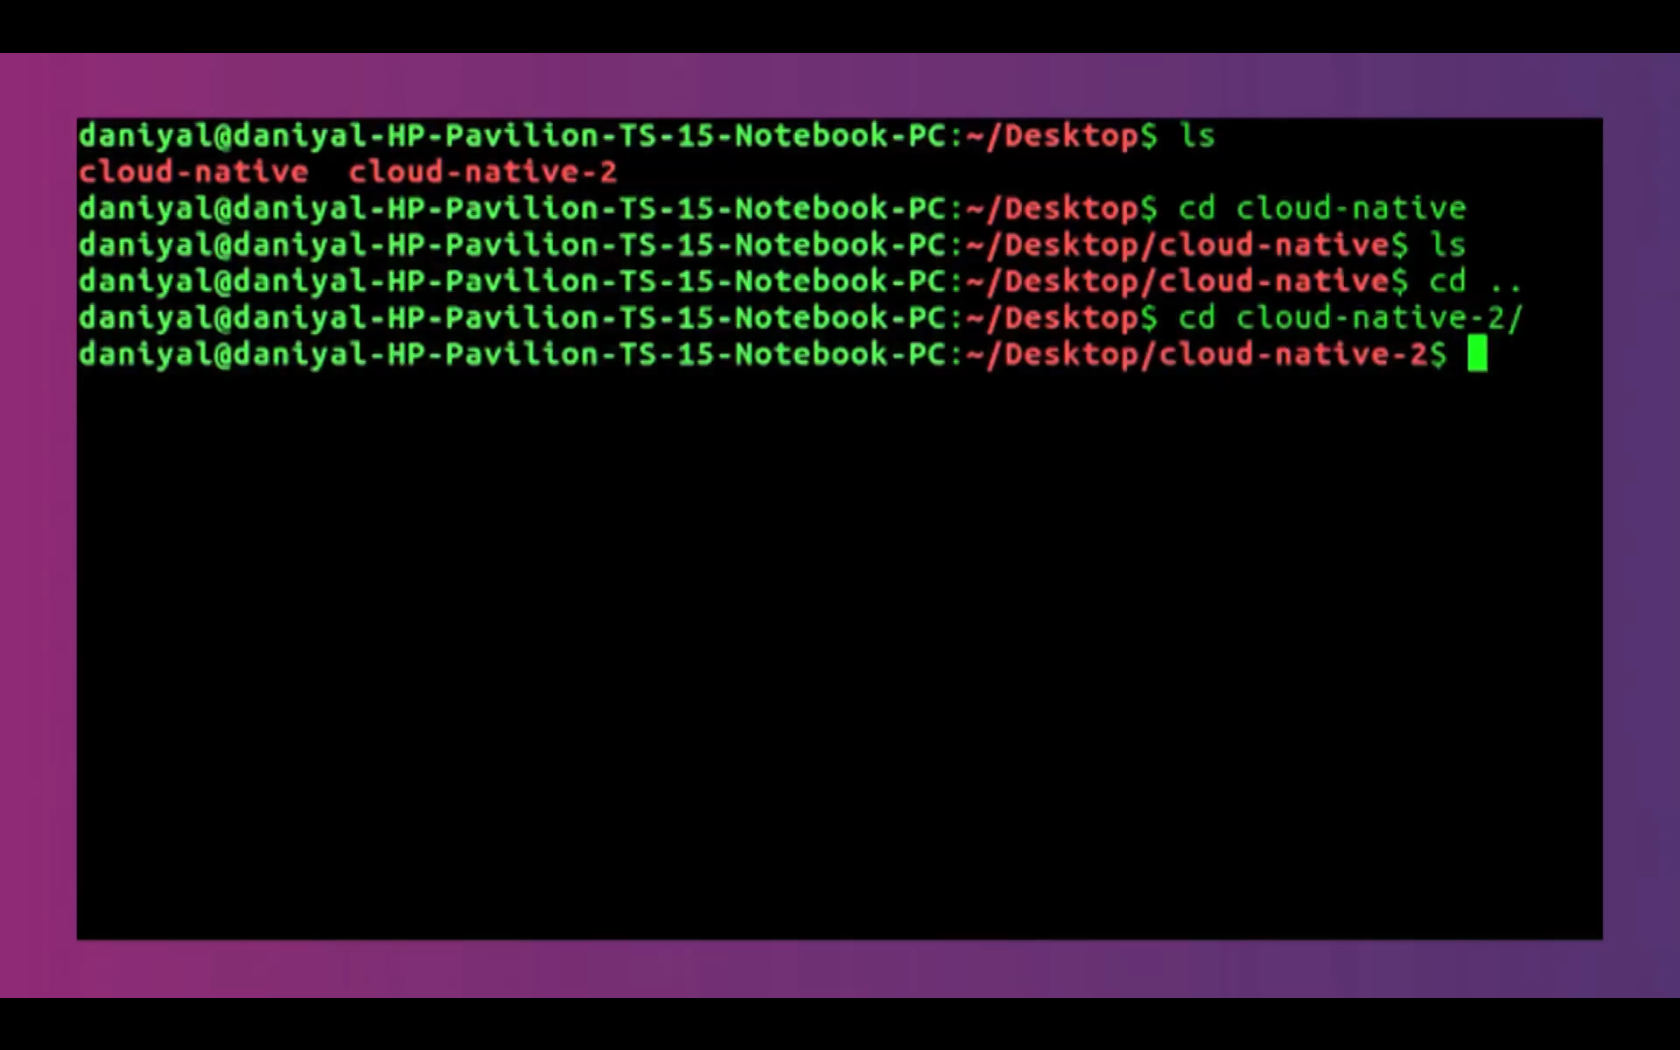 daniyal@daniyal-HP-Pavilion-TS-15-Notebook-PC:~/Desktop$ ls
cloud-native  cloud-native-2
daniyal@daniyal-HP-Pavilion-TS-15-Notebook-PC:~/Desktop$ cd cloud-native
daniyal@daniyal-HP-Pavilion-TS-15-Notebook-PC:~/Desktop/cloud-native$ ls
daniyal@daniyal-HP-Pavilion-TS-15-Notebook-PC:~/Desktop/cloud-native$ cd ..
daniyal@daniyal-HP-Pavilion-TS-15-Notebook-PC:~/Desktop$ cd cloud-native-2/
daniyal@daniyal-HP-Pavilion-TS-15-Notebook-PC:~/Desktop/cloud-native-2$